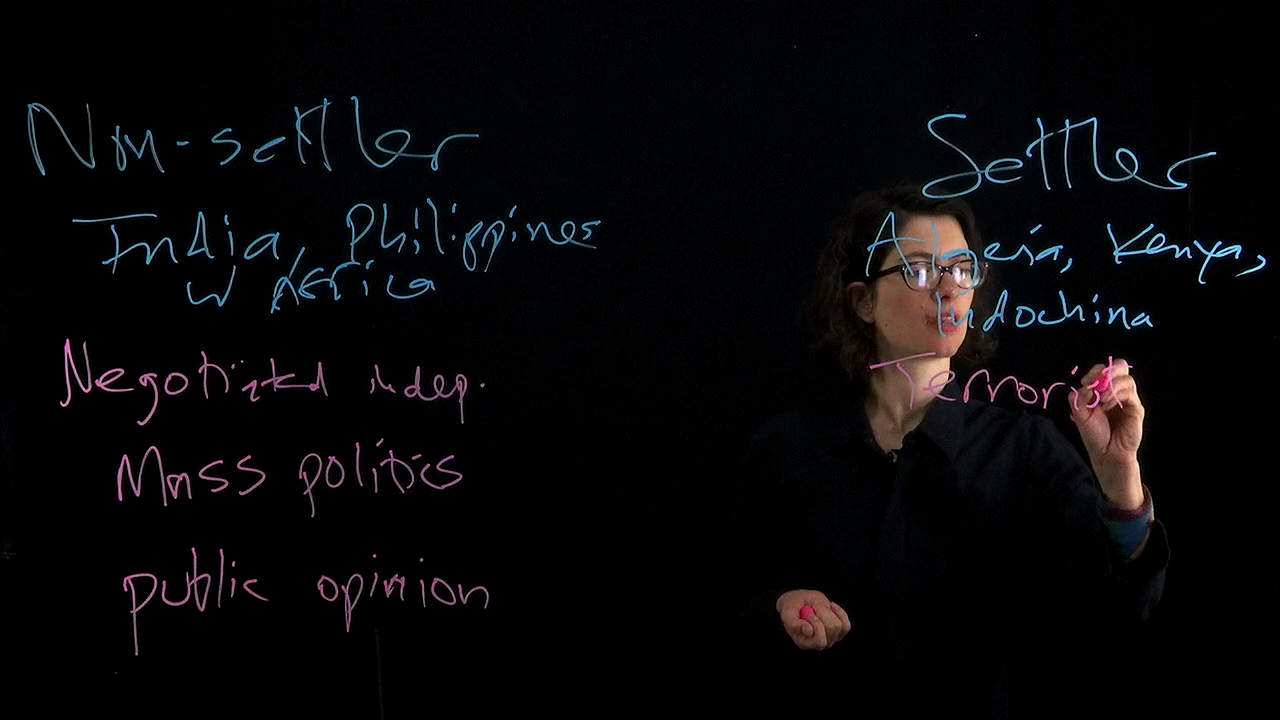 Non-settler
India, Philippines
W Africa
Negotiated indep.
Mass politics
public opinion
Settler
Algeria, Kenya,
Indochina
Terrorist